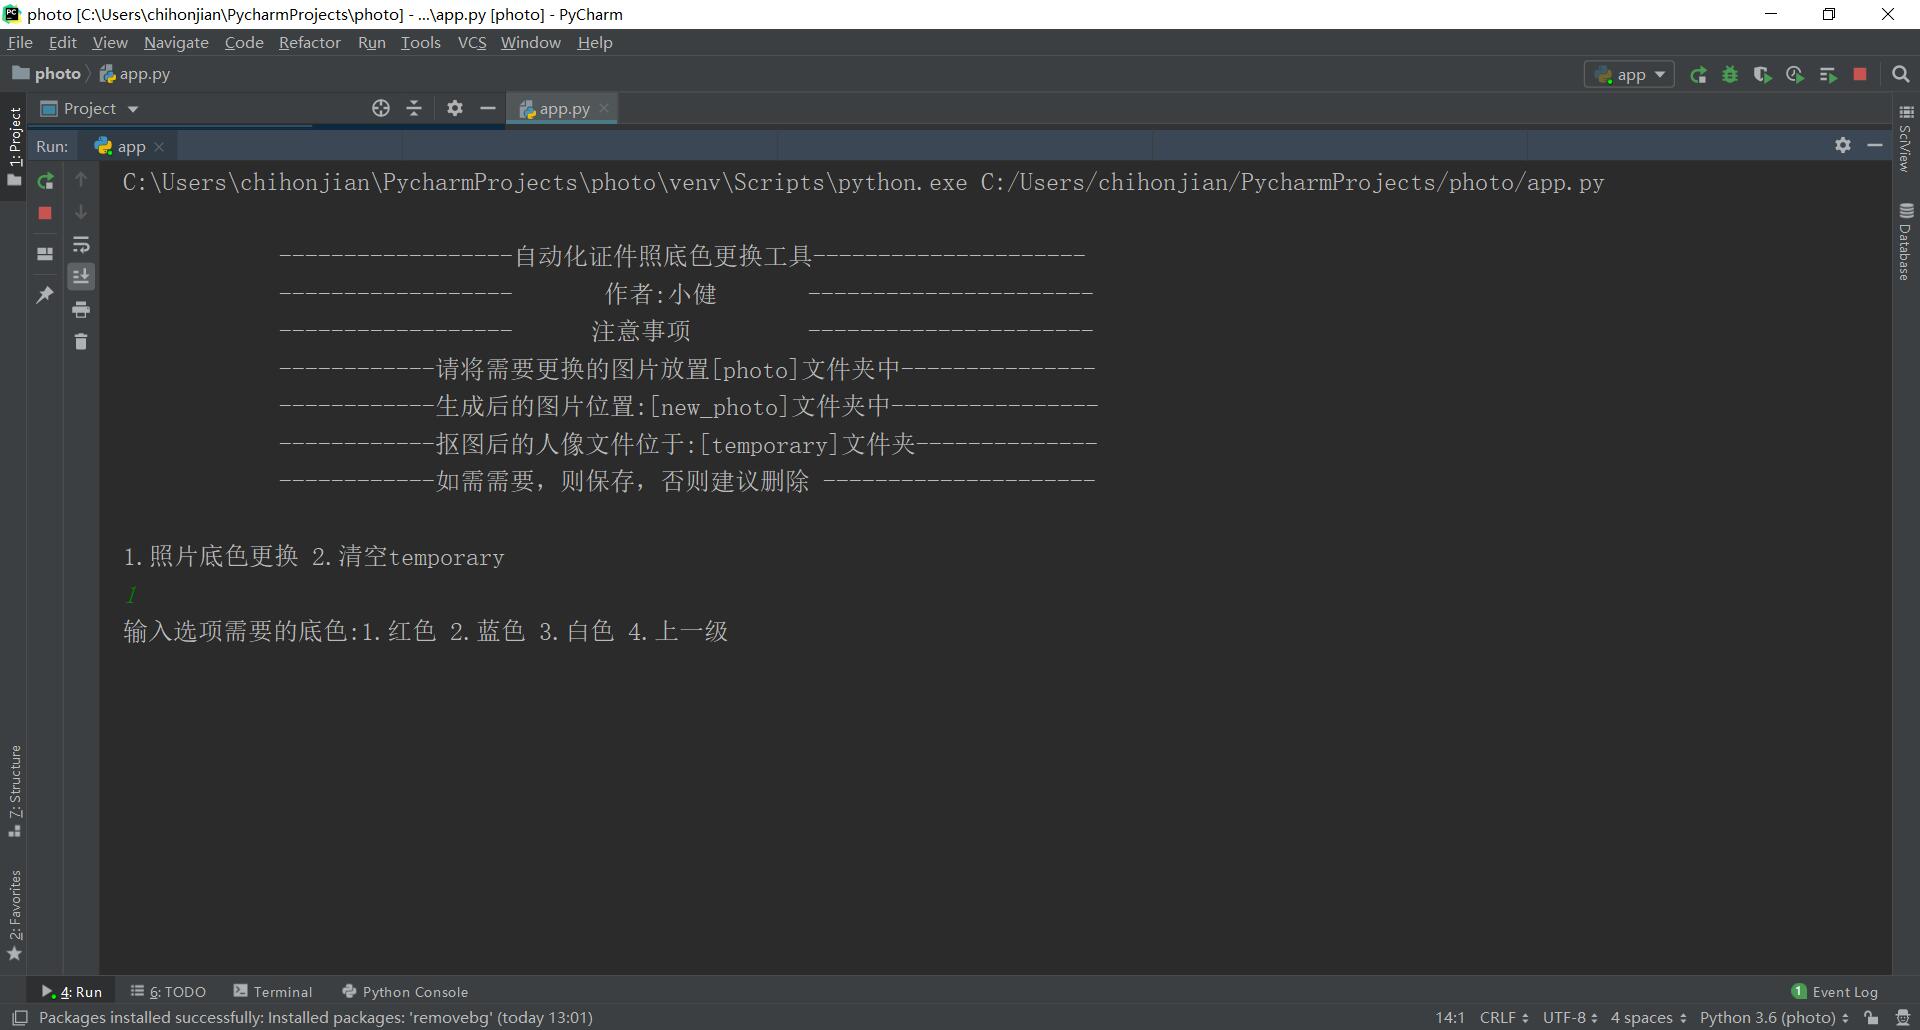 photo [C:\Users\chihonjian\PycharmProjects\photo] - ...\app.py [photo] - PyCharm
File Edit View Navigate Code Refactor Run Tools VCS Window Help
photo app.py
app
Project
app.py
Run: app
C:\Users\chihonjian\PycharmProjects\photo\venv\Scripts\python.exe C:/Users/chihonjian/PycharmProjects/photo/app.py
------------------自动化证件照底色更换工具---------------------
------------------ 作者:小健 ----------------------
------------------ 注意事项 ----------------------
------------请将需要更换的图片放置[photo]文件夹中---------------
------------生成后的图片位置:[new_photo]文件夹中----------------
------------抠图后的人像文件位于:[temporary]文件夹--------------
------------如需需要，则保存，否则建议删除 ---------------------
1.照片底色更换 2.清空temporary
1
输入选项需要的底色:1.红色 2.蓝色 3.白色 4.上一级
1: Project
7: Structure
2: Favorites
SciView
Database
4: Run 6: TODO Terminal Python Console
1 Event Log
Packages installed successfully: Installed packages: 'removebg' (today 13:01)
14:1 CRLF UTF-8 4 spaces Python 3.6 (photo)